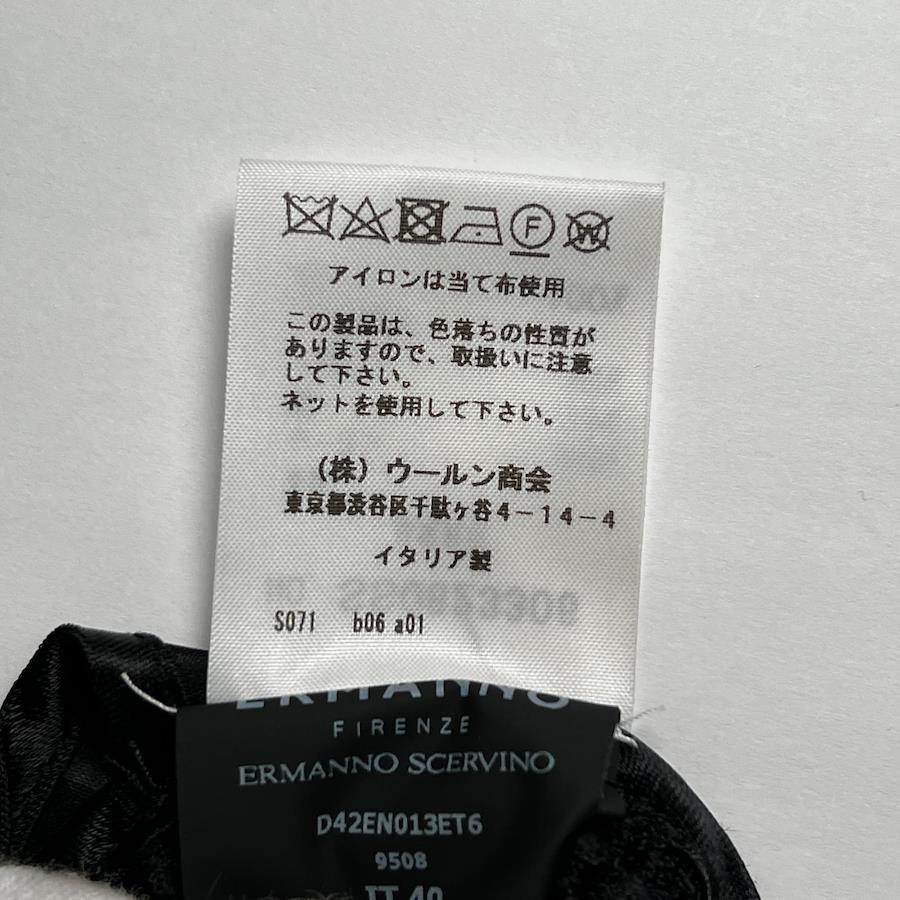 F W
アイロンは当て布使用
この製品は、色落ちの性質が
ありますので、取扱いに注意
して下さい。
ネットを使用して下さい。
（株）ウールン商会
東京都渋谷区千駄ヶ谷４－１４－４
イタリア製
S071 b06 a01
ERMANNO
FIRENZE
ERMANNO SCERVINO
D42EN013ET6
9508
IT 40